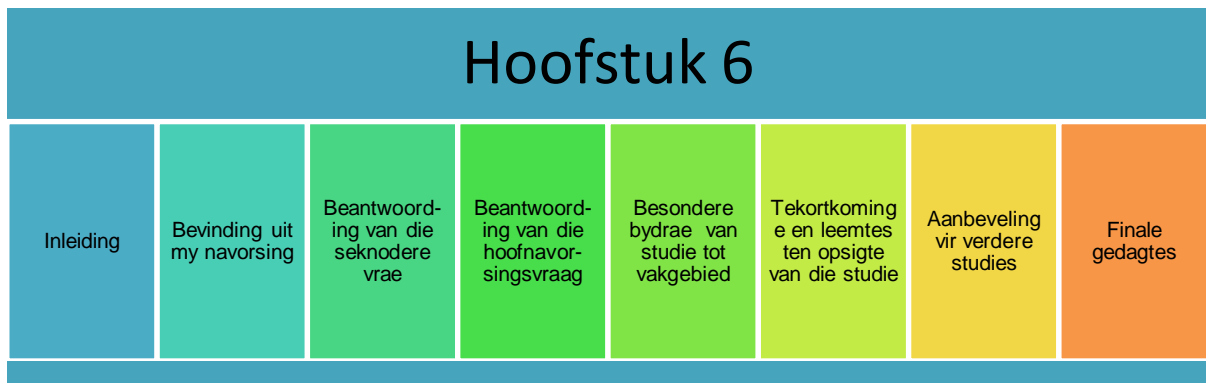 Hoofstuk 6
Inleiding
Bevinding uit
my navorsing
Beantwoord-
ing van die
seknodere
vrae
Beantwoord-
ing van die
hoofnavor-
singsvraag
Besondere
bydrae van
studie tot
vakgebied
Tekortkoming
e en leemtes
ten opsigte
van die studie
Aanbeveling
vir verdere
studies
Finale
gedagtes